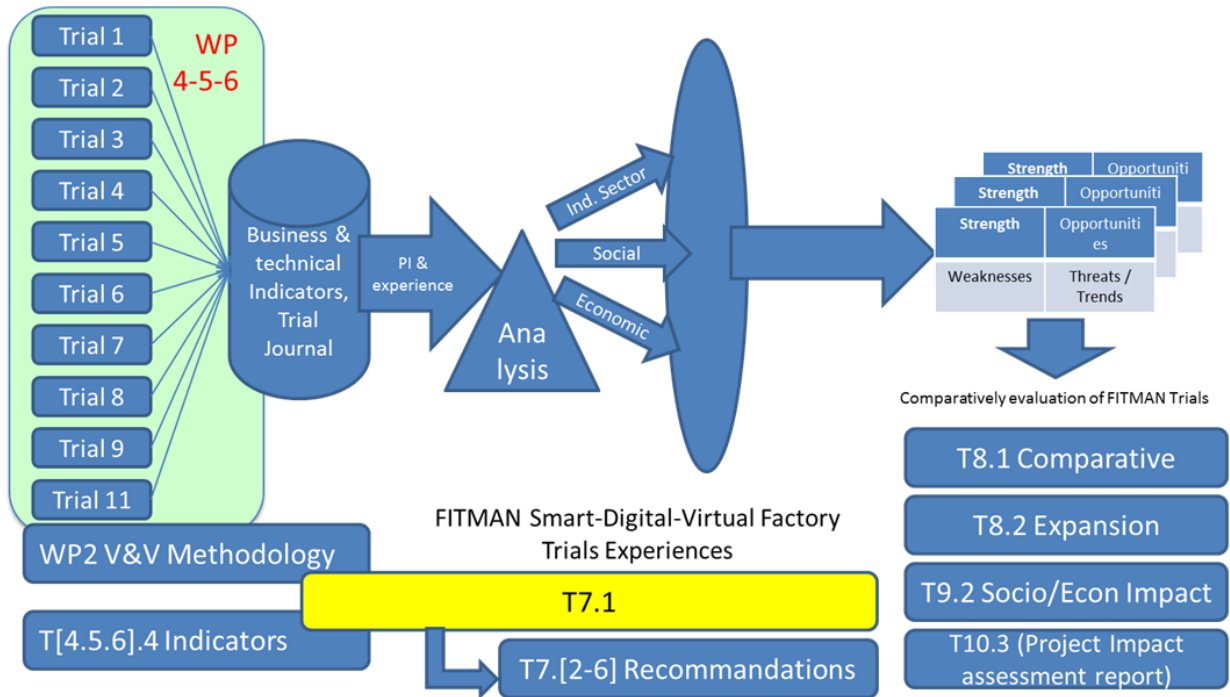 Trial 1
Trial 2
Trial 3
Trial 4
Trial 5
Trial 6
Trial 7
Trial 8
Trial 9
Trial 11
WP
4-5-6
Business &
technical
Indicators,
Trial
Journal
PI &
experience
Ana
lysis
Ind. Sector
Social
Economic
Strength
Opportuniti
Strength
Opportuniti
Strength
Opportuniti
es
Weaknesses
Threats /
Trends
Comparatively evaluation of FITMAN Trials
T8.1 Comparative
T8.2 Expansion
T9.2 Socio/Econ Impact
T10.3 (Project Impact
assessment report)
FITMAN Smart-Digital-Virtual Factory
Trials Experiences
WP2 V&V Methodology
T7.1
T[4.5.6].4 Indicators
T7.[2-6] Recommandations